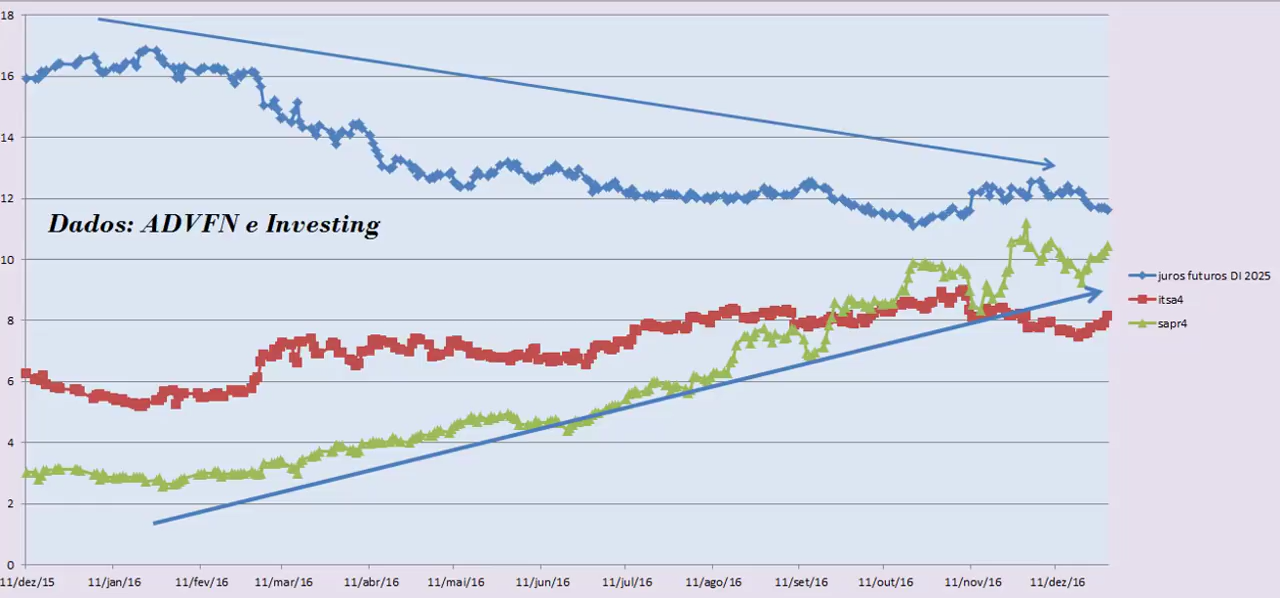 18
16
14
12
Dados: ADVFN e Investing
10
juros futuros DI 2025
itsa4
8
sapr4
6
4
2
0
11/dez/15 11/jan/16 11/fev/16 11/mar/16 11/abr/16 11/mai/16 11/jun/16 11/jul/16 11/ago/16 11/set/16 11/out/16 11/nov/16 11/dez/16